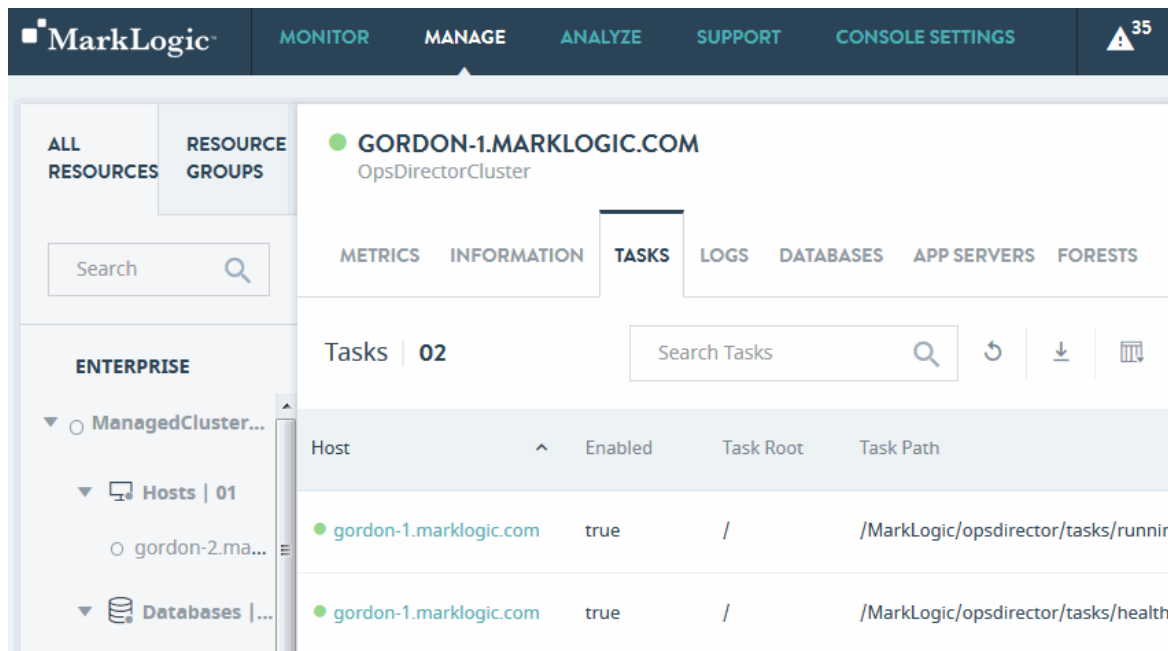 MarkLogic™ MONITOR MANAGE ANALYZE SUPPORT CONSOLE SETTINGS 35
ALL RESOURCES
RESOURCE GROUPS
Search
ENTERPRISE
ManagedCluster...
Hosts | 01
gordon-2.ma...
Databases |...
GORDON-1.MARKLOGIC.COM
OpsDirectorCluster
METRICS INFORMATION TASKS LOGS DATABASES APP SERVERS FORESTS
Tasks | 02 Search Tasks
Host Enabled Task Root Task Path
gordon-1.marklogic.com true / /MarkLogic/opsdirector/tasks/runnin
gordon-1.marklogic.com true / /MarkLogic/opsdirector/tasks/health